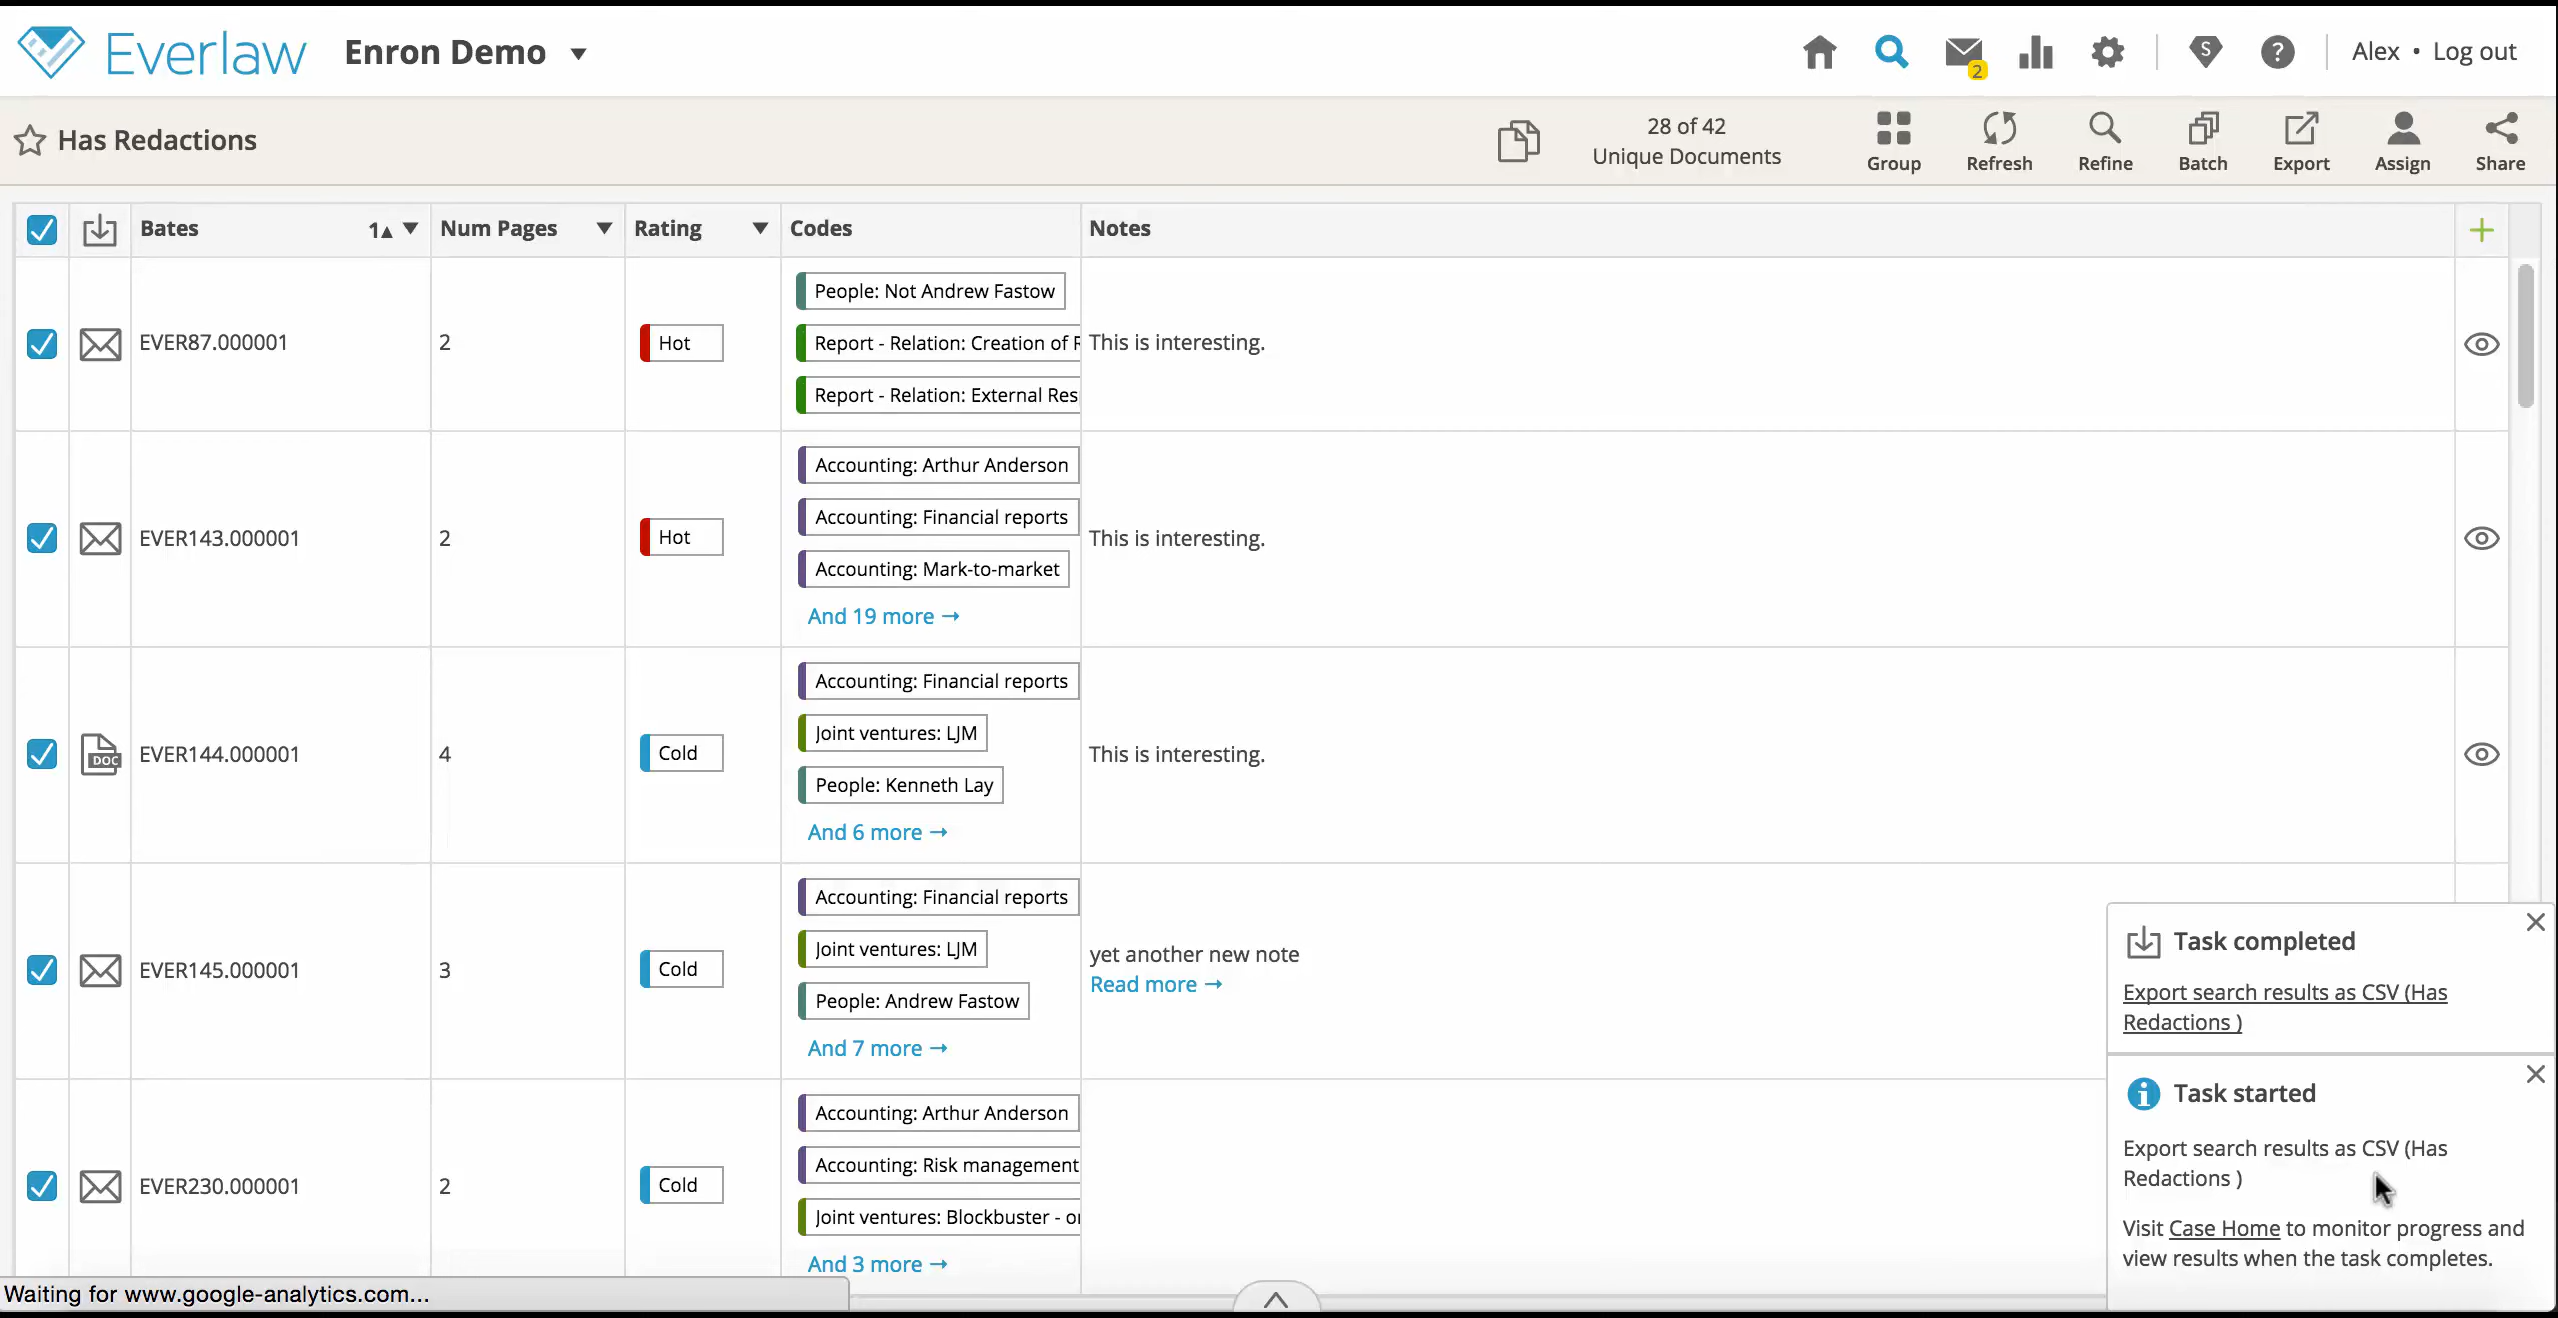 Everlaw Enron Demo
2
S
?
Alex • Log out
Has Redactions
28 of 42
Unique Documents
Group
Refresh
Refine
Batch
Export
Assign
Share
Bates 1 Num Pages Rating Codes Notes
People: Not Andrew Fastow
EVER87.000001 2 Hot Report - Relation: Creation of This is interesting.
Report - Relation: External Res
Accounting: Arthur Anderson
Accounting: Financial reports
EVER143.000001 2 Hot This is interesting.
Accounting: Mark-to-market
And 19 more →
Accounting: Financial reports
Joint ventures: LJM
DOC EVER144.000001 4 Cold This is interesting.
People: Kenneth Lay
And 6 more →
Accounting: Financial reports
Joint ventures: LJM yet another new note
EVER145.000001 3 Cold Read more →
People: Andrew Fastow
And 7 more →
Accounting: Arthur Anderson
Accounting: Risk management
EVER230.000001 2 Cold
Joint ventures: Blockbuster - o
And 3 more →
Task completed
Export search results as CSV (Has
Redactions )
Task started
Export search results as CSV (Has
Redactions )
Visit Case Home to monitor progress and
view results when the task completes.
Waiting for www.google-analytics.com...